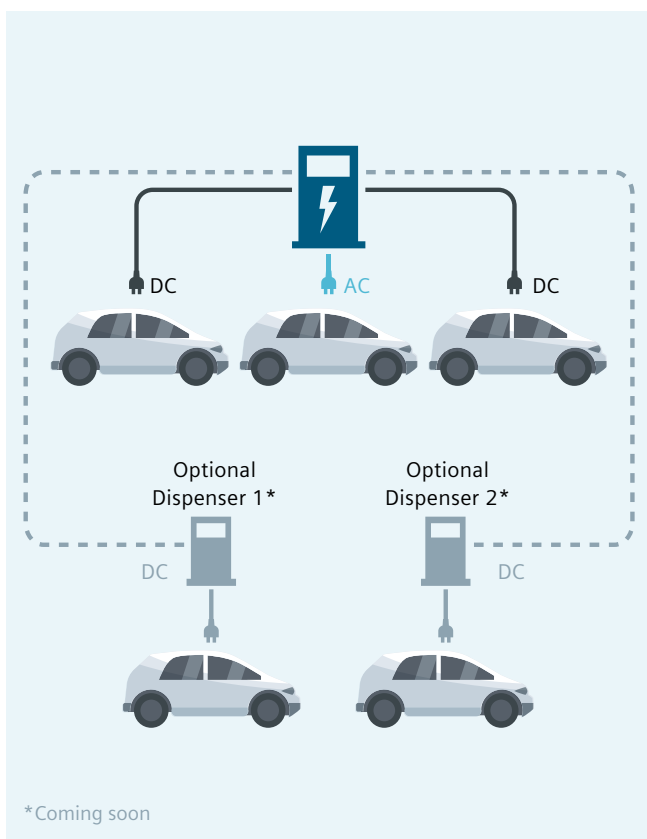 DC
AC
DC
Optional
Dispenser 1*
Optional
Dispenser 2*
DC
DC
*Coming soon